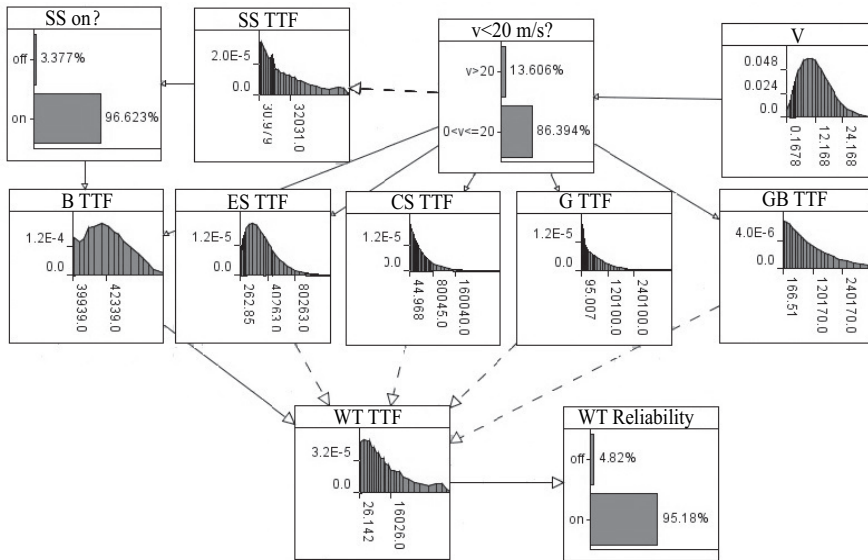 SS on?
off
3.377%
on
96.623%
SS TTF
2.0E-5
0.0
30.979
32031.0
v<20 m/s?
v>20
13.606%
0<v<=20
86.394%
V
0.048
0.024
0.0
0.1678
12.168
24.168
B TTF
1.2E-4
0.0
39939.0
42339.0
ES TTF
1.2E-5
0.0
262.85
40263.0
80263.0
CS TTF
1.2E-5
0.0
44.968
80045.0
160040.0
G TTF
1.2E-5
0.0
95.007
120100.0
240100.0
GB TTF
4.0E-6
0.0
166.51
120170.0
240170.0
WT TTF
3.2E-5
0.0
26.142
16026.0
WT Reliability
off
4.82%
on
95.18%